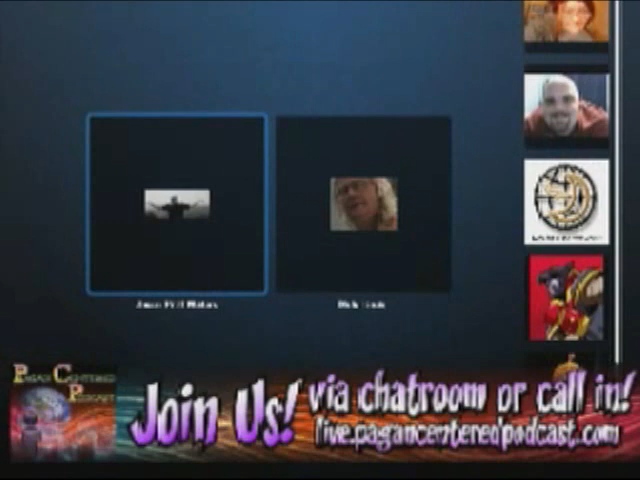 Pagan Centered
Podcast
Join Us!
via chatroom or call in!
live.pagancenteredpodcast.com